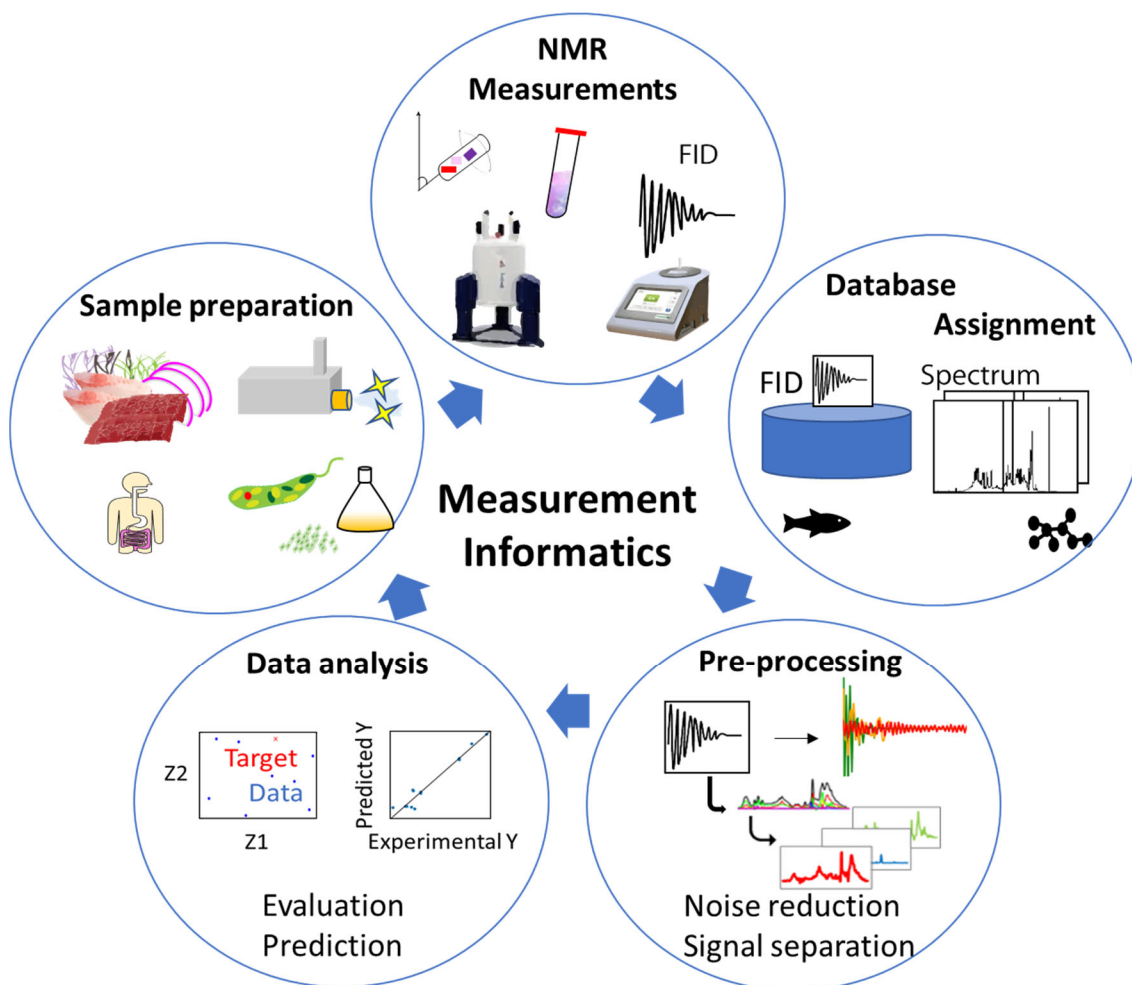 NMR
Measurements
FID
Sample preparation
Database
Assignment
FID
Spectrum
Measurement
Informatics
Data analysis
Z2
Target
Data
Z1
Predicted Y
Experimental Y
Evaluation
Prediction
Pre-processing
Noise reduction
Signal separation